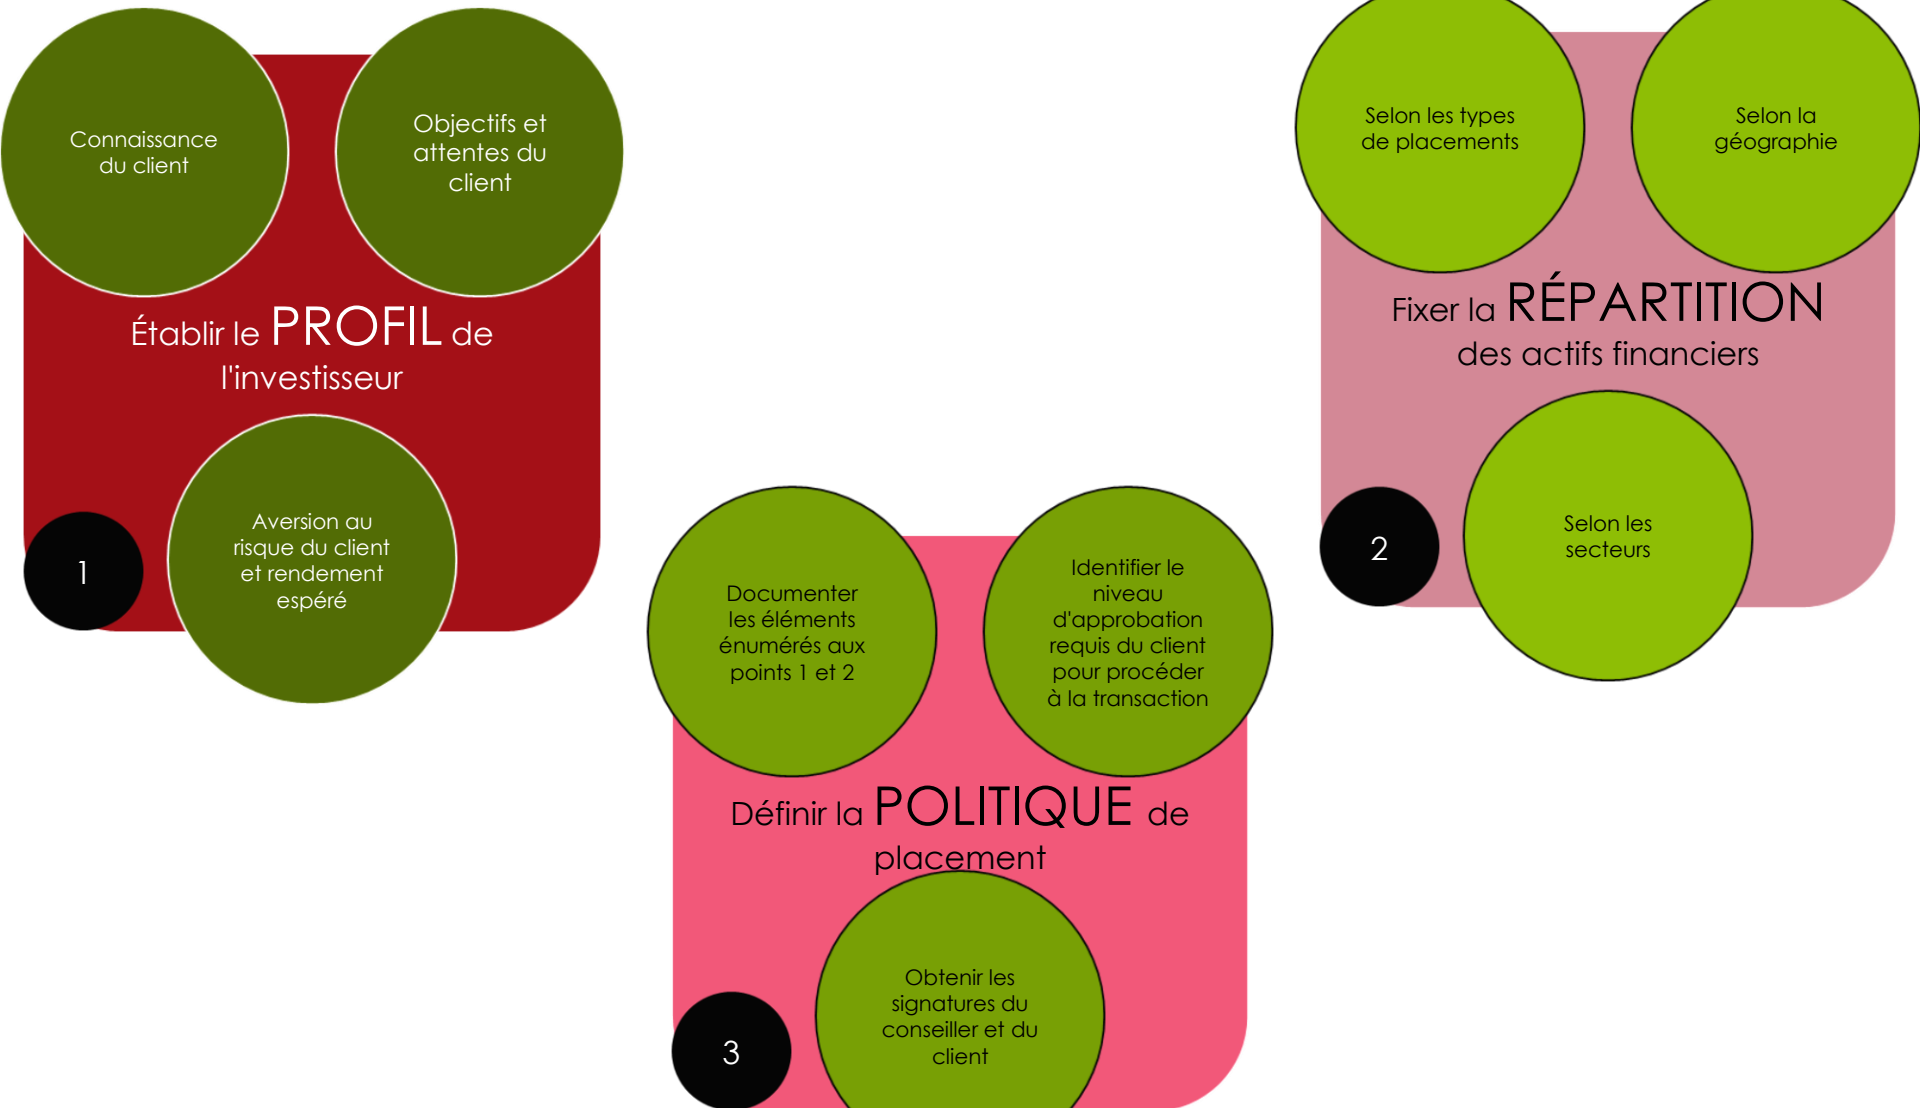 Connaissance
du client
Objectifs et
attentes du
client
Établir le PROFIL de
l'investisseur
Aversion au
risque du client
et rendement
espéré
1
Selon les types
de placements
Selon la
géographie
Fixer la RÉPARTITION
des actifs financiers
Selon les
secteurs
2
Documenter
les éléments
énumérés aux
points 1 et 2
Identifier le
niveau
d'approbation
requis du client
pour procéder
à la transaction
Définir la POLITIQUE de
placement
Obtenir les
signatures du
conseiller et du
client
3